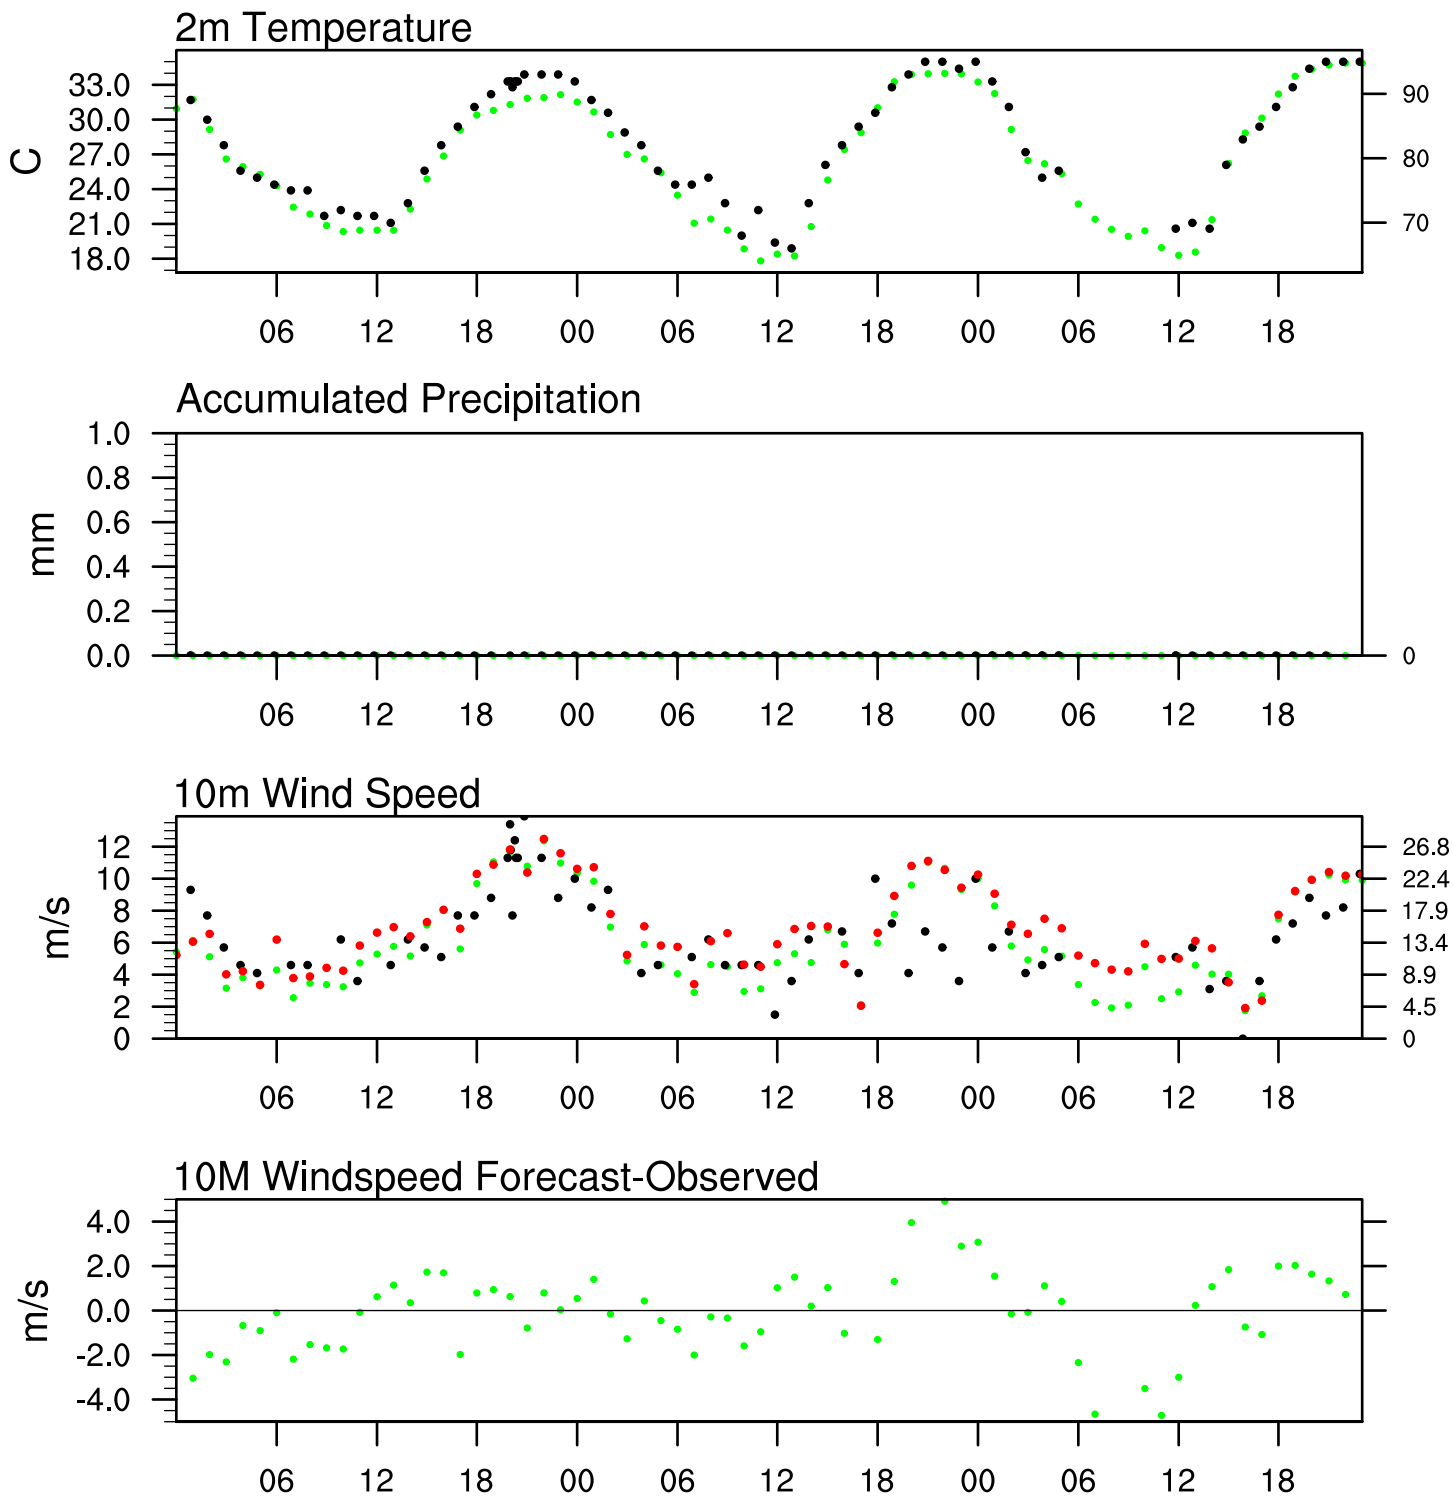 2m Temperature
33.0
30.0
27.0
24.0
21.0
18.0
C
90
80
70
06 12 18 00 06 12 18 00 06 12 18
Accumulated Precipitation
1.0
0.8
0.6
0.4
0.2
0.0
mm
0
06 12 18 00 06 12 18 00 06 12 18
10m Wind Speed
12
10
8
6
4
2
0
m/s
26.8
22.4
17.9
13.4
8.9
4.5
0
06 12 18 00 06 12 18 00 06 12 18
10M Windspeed Forecast-Observed
4.0
2.0
0.0
-2.0
-4.0
m/s
06 12 18 00 06 12 18 00 06 12 18